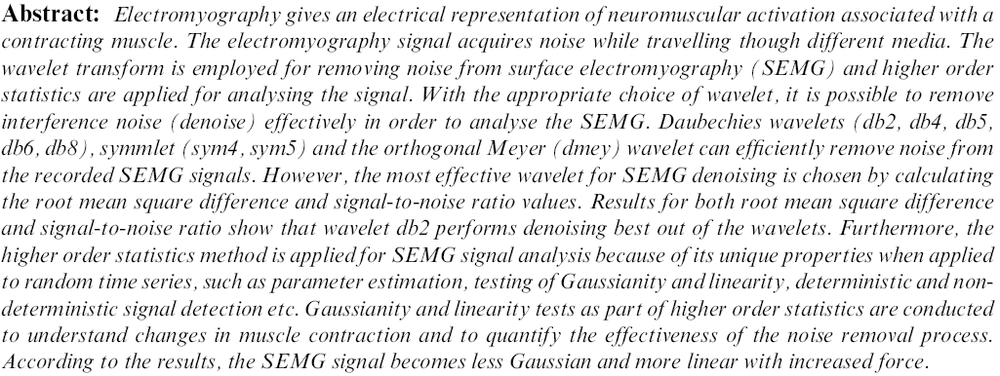 Abstract: Electromyography gives an electrical representation of neuromuscular activation associated with a
contracting muscle. The electromyography signal acquires noise while travelling though different media. The
wavelet transform is employed for removing noise from surface electromyography (SEMG) and higher order
statistics are applied for analysing the signal. With the appropriate choice of wavelet, it is possible to remove
interference noise (denoise) effectively in order to analyse the SEMG. Daubechies wavelets (db2, db4, db5,
db6, db8), symmlet (sym4, sym5) and the orthogonal Meyer (dmey) wavelet can efficiently remove noise from
the recorded SEMG signals. However, the most effective wavelet for SEMG denoising is chosen by calculating
the root mean square difference and signal-to-noise ratio values. Results for both root mean square difference
and signal-to-noise ratio show that wavelet db2 performs denoising best out of the wavelets. Furthermore, the
higher order statistics method is applied for SEMG signal analysis because of its unique properties when applied
to random time series, such as parameter estimation, testing of Gaussianity and linearity, deterministic and non-
deterministic signal detection etc. Gaussianity and linearity tests as part of higher order statistics are conducted
to understand changes in muscle contraction and to quantify the effectiveness of the noise removal process.
According to the results, the SEMG signal becomes less Gaussian and more linear with increased force.